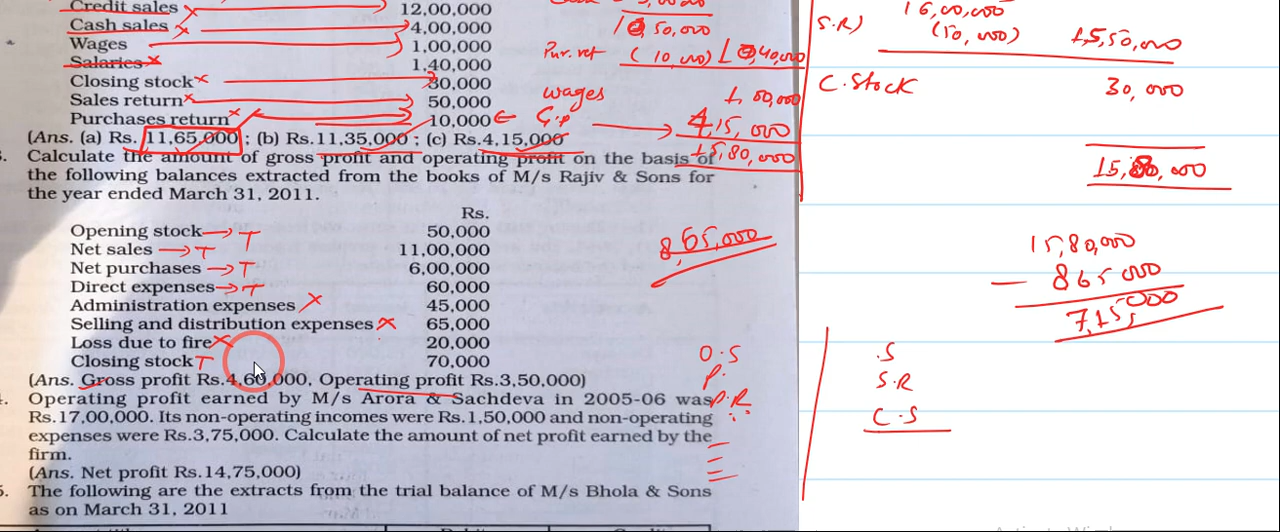 Credit sales 12,00,000
Cash sales 4,00,000
Wages 1,00,000
Salaries 1,40,000
Closing stock 30,000
Sales return 50,000
Purchases return 10,000
(Ans. (a) Rs. 11,65,000 ; (b) Rs.11,35,000 ; (c) Rs.4,15,000
Calculate the amount of gross profit and operating profit on the basis of
the following balances extracted from the books of M/s Rajiv & Sons for
the year ended March 31, 2011.
Rs.
Opening stock → T 50,000
Net sales → T 11,00,000
Net purchases → T 6,00,000
Direct expenses → T 60,000
Administration expenses × 45,000
Selling and distribution expenses × 65,000
Loss due to fire × 20,000
Closing stock T 70,000
(Ans. Gross profit Rs.4,60,000, Operating profit Rs.3,50,000)
Operating profit earned by M/s Arora & Sachdeva in 2005-06 was
Rs.17,00,000. Its non-operating incomes were Rs.1,50,000 and non-operating
expenses were Rs.3,75,000. Calculate the amount of net profit earned by the
firm.
(Ans. Net profit Rs.14,75,000)
5. The following are the extracts from the trial balance of M/s Bhola & Sons
as on March 31, 2011
Pur. ret (10,000)
wages 1,00,000
G.P → 4,15,000
15,80,000
8,65,000
O.S
P.
P.R
S.R) (50,000) 15,50,000
C. Stock 30,000
15,80,000
15,80,000
— 865000
7,15,000
.S
S.R
C.S